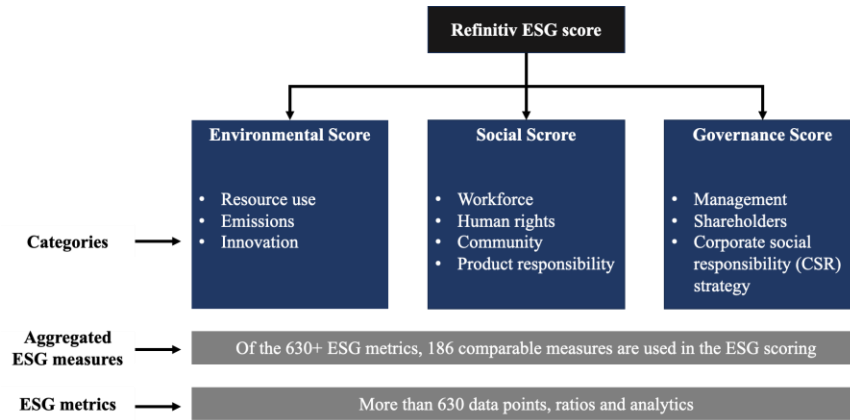 Refinitiv ESG score
Environmental Score
• Resource use
• Emissions
• Innovation
Social Scrore
• Workforce
• Human rights
• Community
• Product responsibility
Governance Score
• Management
• Shareholders
• Corporate social
responsibility (CSR)
strategy
Categories
Aggregated
ESG measures
Of the 630+ ESG metrics, 186 comparable measures are used in the ESG scoring
ESG metrics
More than 630 data points, ratios and analytics